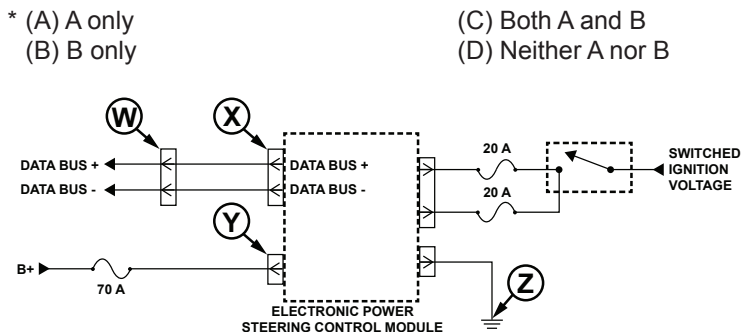 * (A) A only (C) Both A and B
(B) B only (D) Neither A nor B
W X
20 A
DATA BUS + DATA BUS + SWITCHED
IGNITION
VOLTAGE
DATA BUS - DATA BUS -
20 A
Y
B+
70 A
Z
ELECTRONIC POWER
STEERING CONTROL MODULE